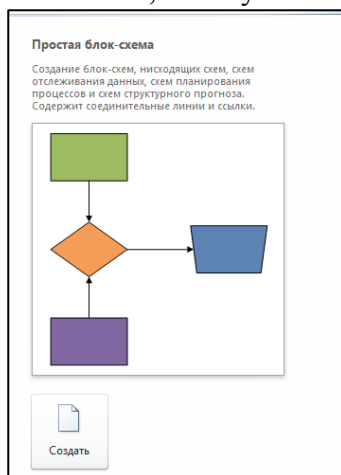 Простая блок-схема
Создание блок-схем, нисходящих схем, схем
отслеживания данных, схем планирования
процессов и схем структурного прогноза.
Содержит соединительные линии и ссылки.
Создать